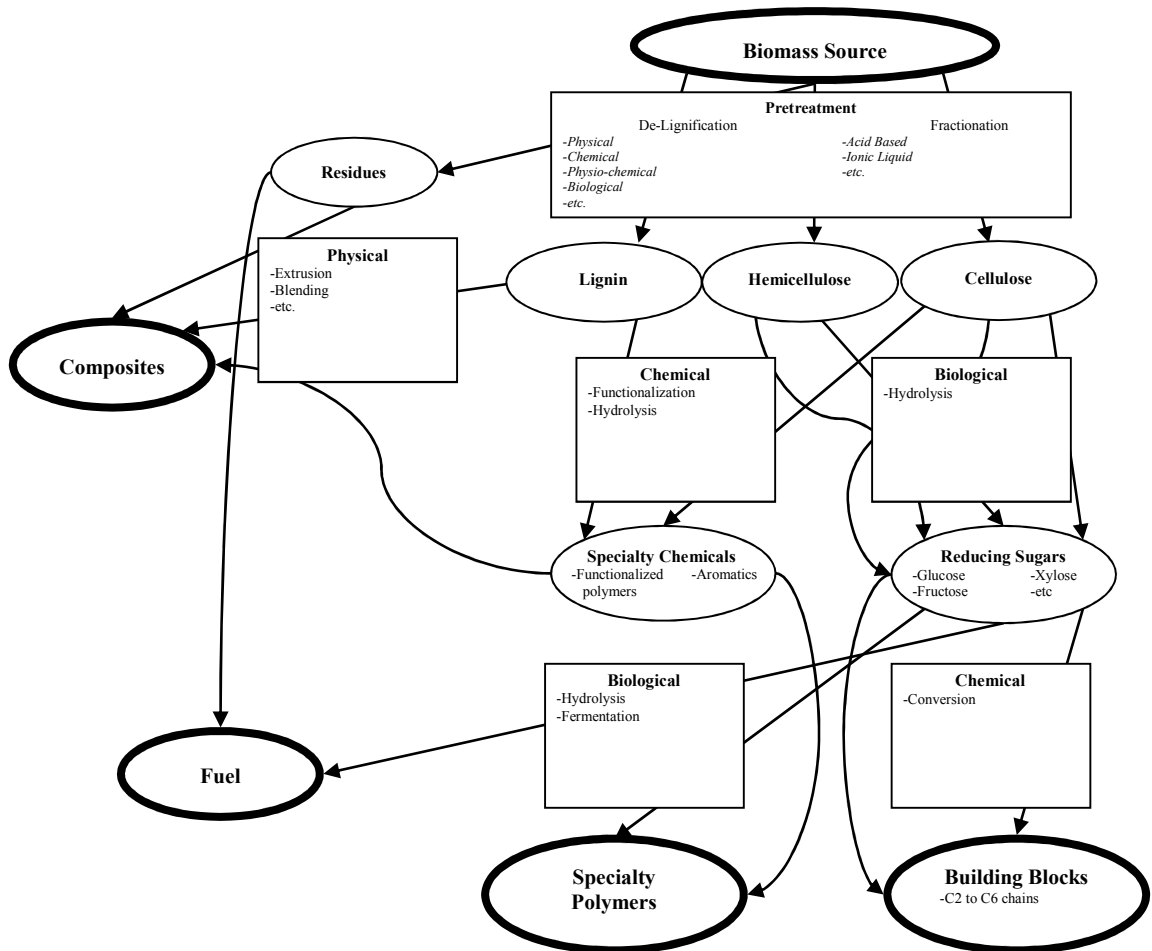 Biomass Source
Pretreatment
De-Lignification
-Physical
-Chemical
-Physio-chemical
-Biological
-etc.
Fractionation
-Acid Based
-Ionic Liquid
-etc.
Residues
Physical
-Extrusion
-Blending
-etc.
Lignin
Hemicellulose
Cellulose
Composites
Chemical
-Functionalization
-Hydrolysis
Biological
-Hydrolysis
Specialty Chemicals
-Functionalized
polymers
-Aromatics
Reducing Sugars
-Glucose
-Fructose
-Xylose
-etc
Biological
-Hydrolysis
-Fermentation
Chemical
-Conversion
Fuel
Specialty
Polymers
Building Blocks
-C2 to C6 chains